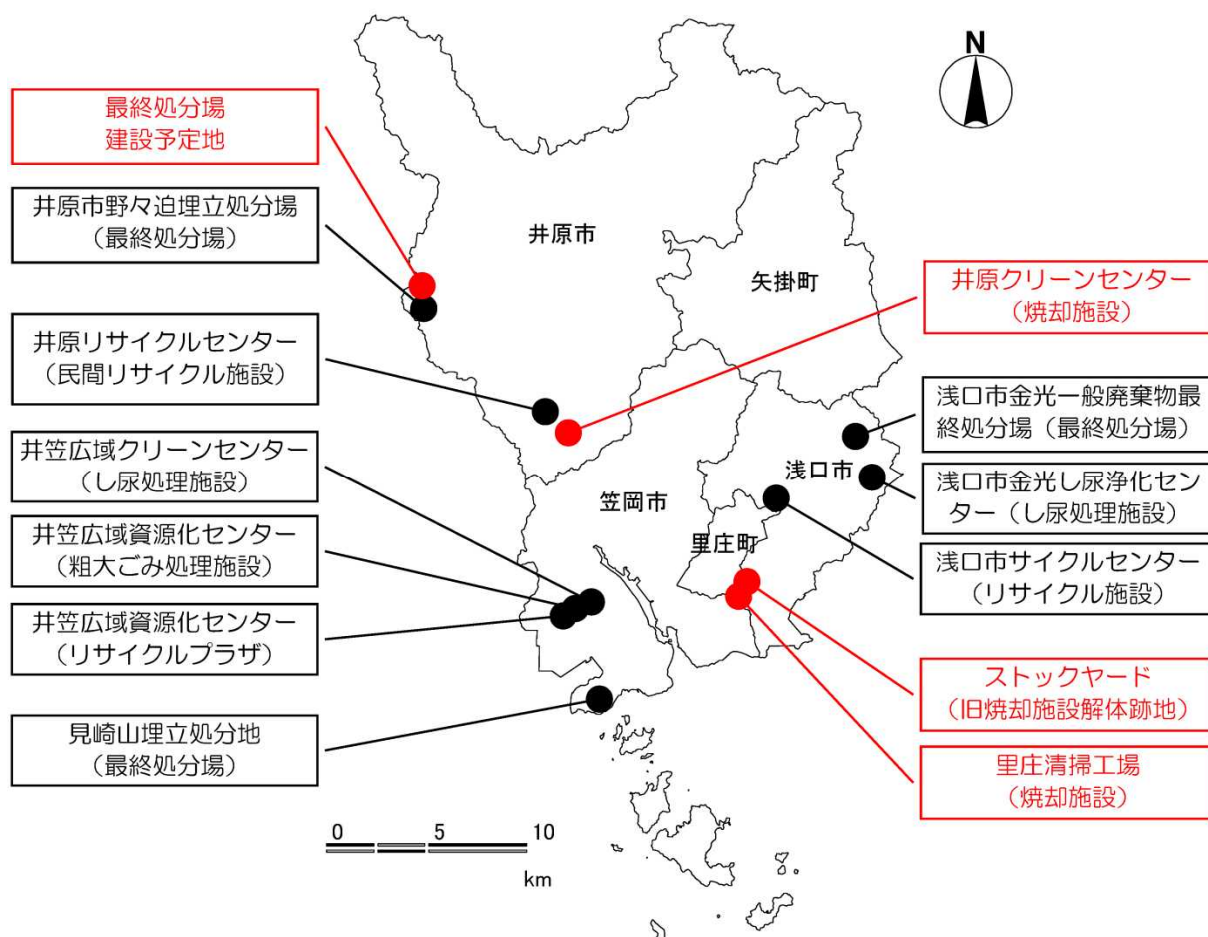 N
最終処分場
建設予定地
井原市野々迫埋立処分場
（最終処分場）
井原リサイクルセンター
（民間リサイクル施設）
井笠広域クリーンセンター
（し尿処理施設）
井笠広域資源化センター
（粗大ごみ処理施設）
井笠広域資源化センター
（リサイクルプラザ）
見崎山埋立処分地
（最終処分場）
井原市
矢掛町
笠岡市
浅口市
里庄町
井原クリーンセンター
（焼却施設）
浅口市金光一般廃棄物最
終処分場（最終処分場）
浅口市金光し尿浄化セン
ター（し尿処理施設）
浅口市サイクルセンター
（リサイクル施設）
ストックヤード
（旧焼却施設解体跡地）
里庄清掃工場
（焼却施設）
0 5 10
km